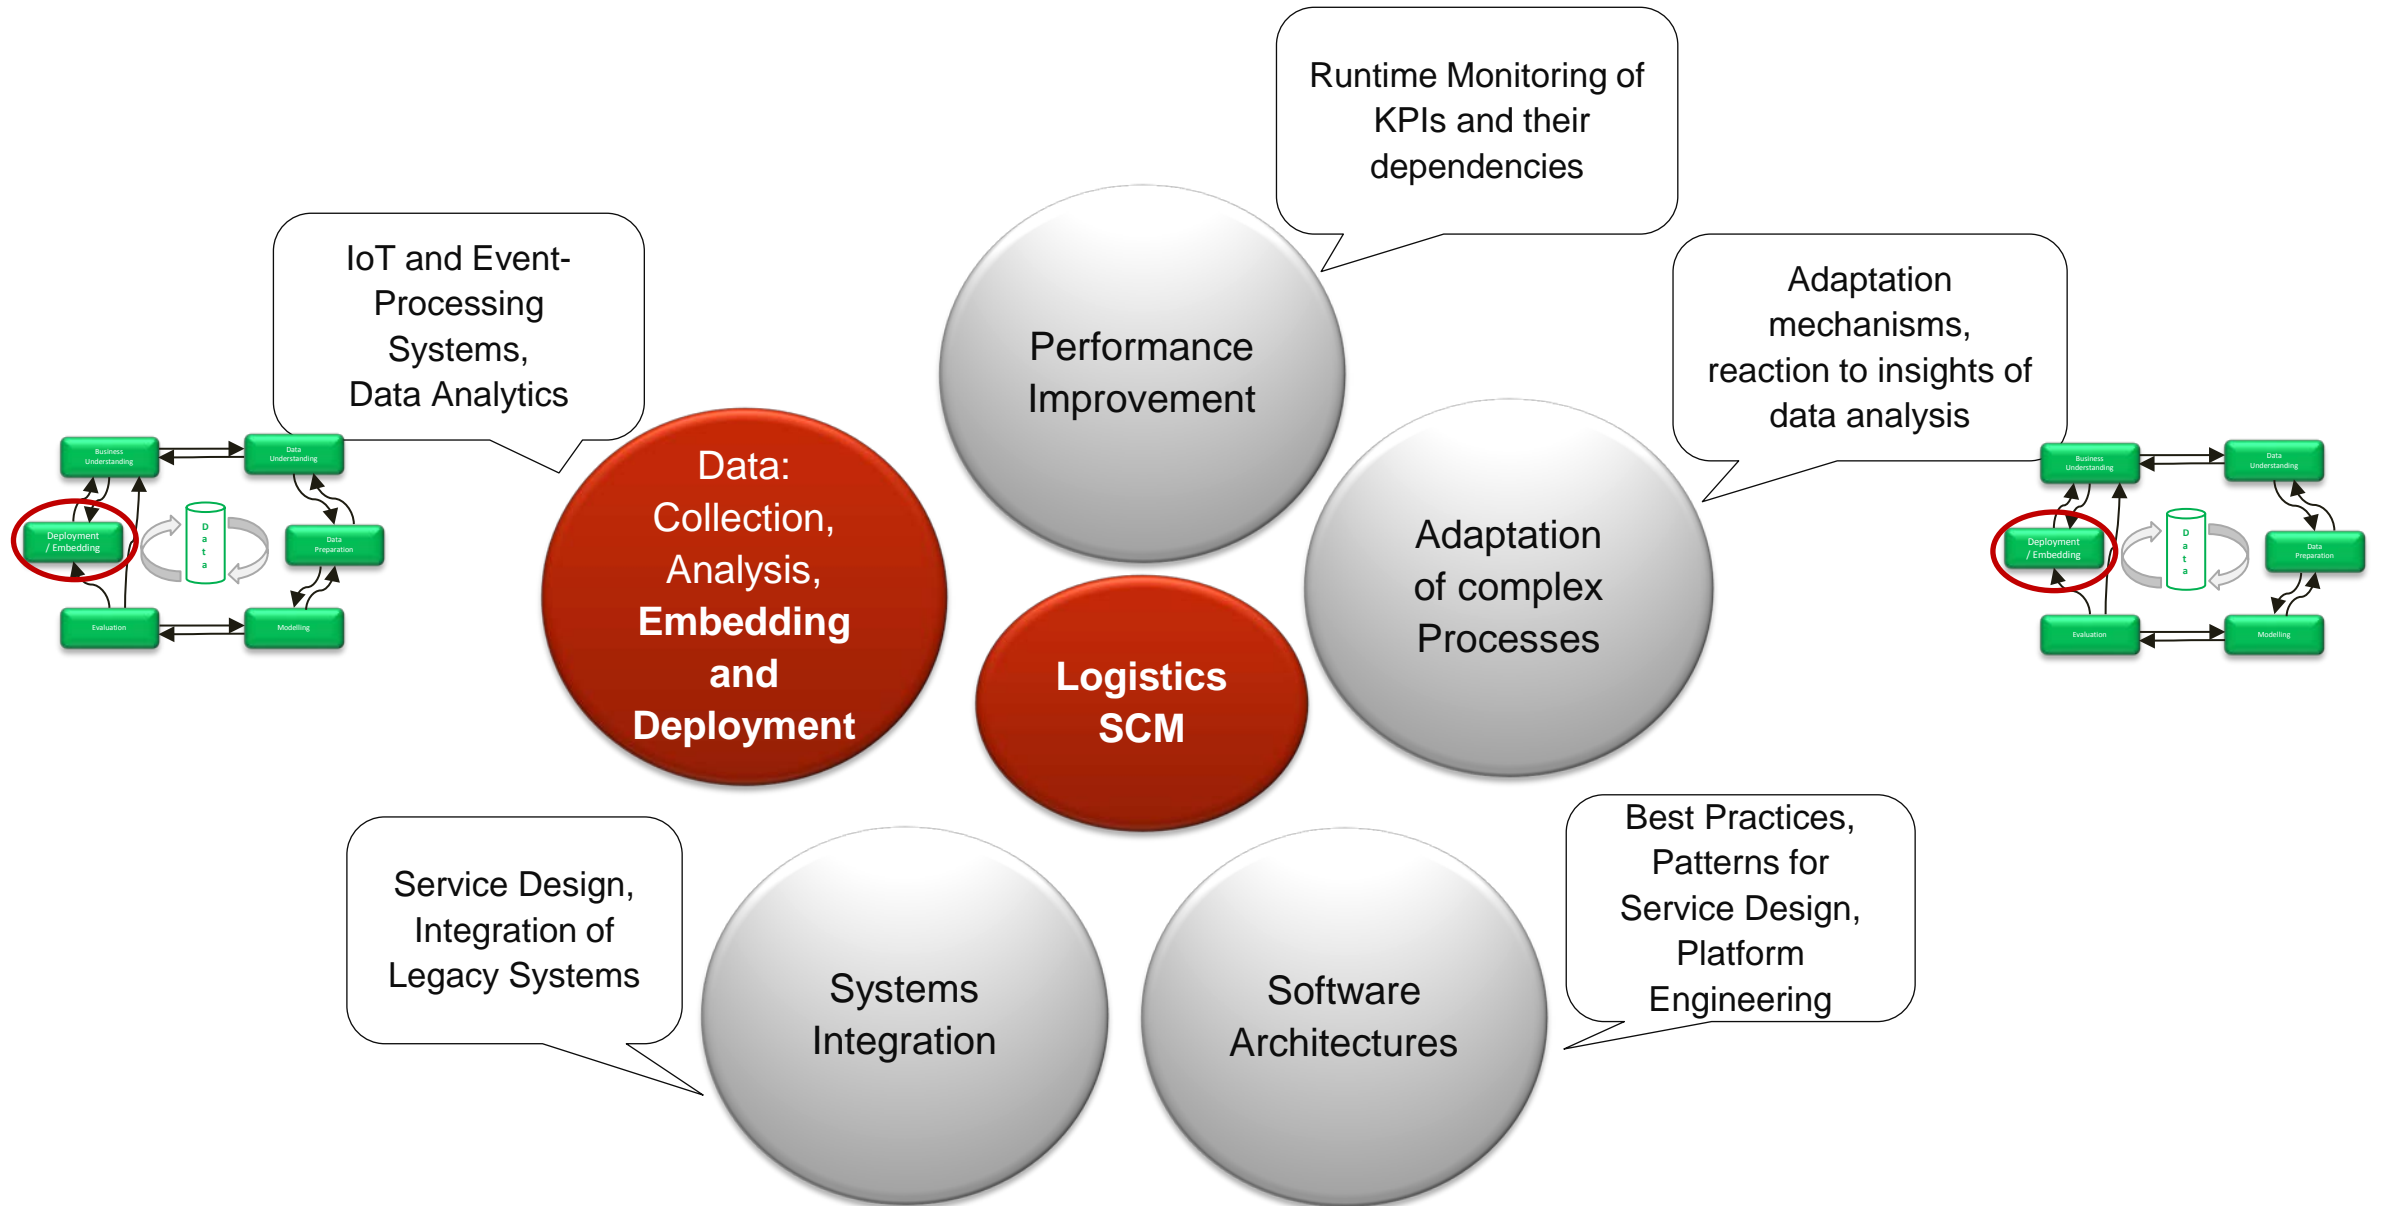 Runtime Monitoring of
KPIs and their
dependencies
IoT and Event-
Processing
Systems,
Data Analytics
Adaptation
mechanisms,
reaction to insights of
data analysis
Performance
Improvement
Data:
Collection,
Analysis,
Embedding
and
Deployment
Adaptation
of complex
Processes
Logistics
SCM
Business
Understanding
Data
Understanding
Deployment
/ Embedding
D
a
t
a
Data
Preparation
Evaluation
Modelling
Business
Understanding
Data
Understanding
Deployment
/ Embedding
D
a
t
a
Data
Preparation
Evaluation
Modelling
Service Design,
Integration of
Legacy Systems
Systems
Integration
Software
Architectures
Best Practices,
Patterns for
Service Design,
Platform
Engineering